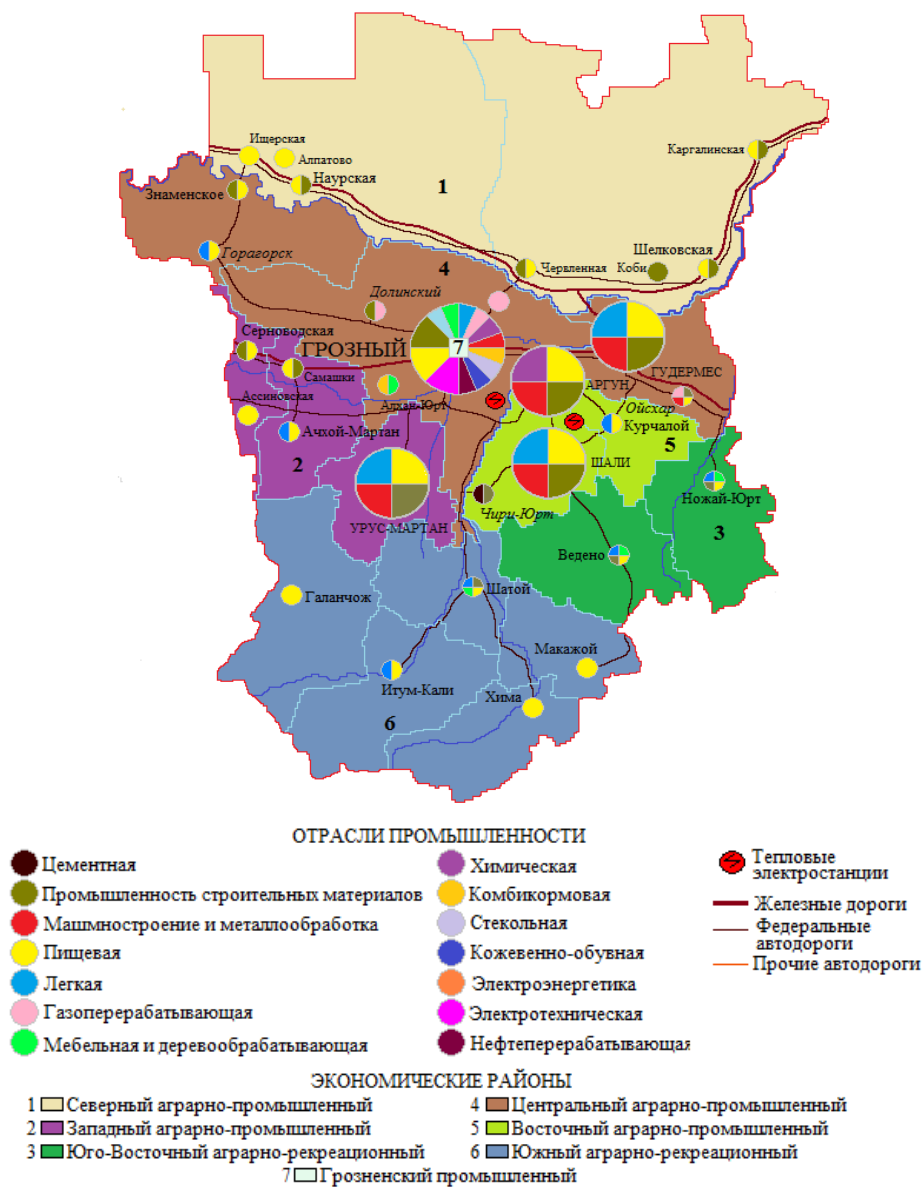 Ищерская
Алпатово
Каргалинская
Наурская
1
Знаменское
Шелковская
Горагорск
4
Червленная
Коби
Долинский
Серноводская
ГРОЗНЫЙ
7
Самашки
ГУДЕРМЕС
АРГУН
Алхан-Юрт
Ассиновская
Ойсхар
Ачхой-Мартан
Курчалой
2
5
ШАЛИ
Ножай-Юрт
Чири-Юрт
УРУС-МАРТАН
3
Ведено
Шатой
Галанчож
Макажой
Итум-Кали
Хима
6
ОТРАСЛИ ПРОМЫШЛЕННОСТИ
Цементная
Промышленность строительных материалов
Машмностроение и металлообработка
Пищевая
Легкая
Газоперерабатывающая
Мебельная и деревообрабатывающая
Химическая
Комбикормовая
Стекольная
Кожевенно-обувная
Электроэнергетика
Электротехническая
Нефтеперерабатывающая
Тепловые
электростанции
Железные дороги
Федеральные
автодороги
Прочие автодороги
ЭКОНОМИЧЕСКИЕ РАЙОНЫ
1 Северный аграрно-промышленный
2 Западный аграрно-промышленный
3 Юго-Восточный аграрно-рекреационный
4 Центральный аграрно-промышленный
5 Восточный аграрно-промышленный
6 Южный аграрно-рекреационный
7 Грозненский промышленный